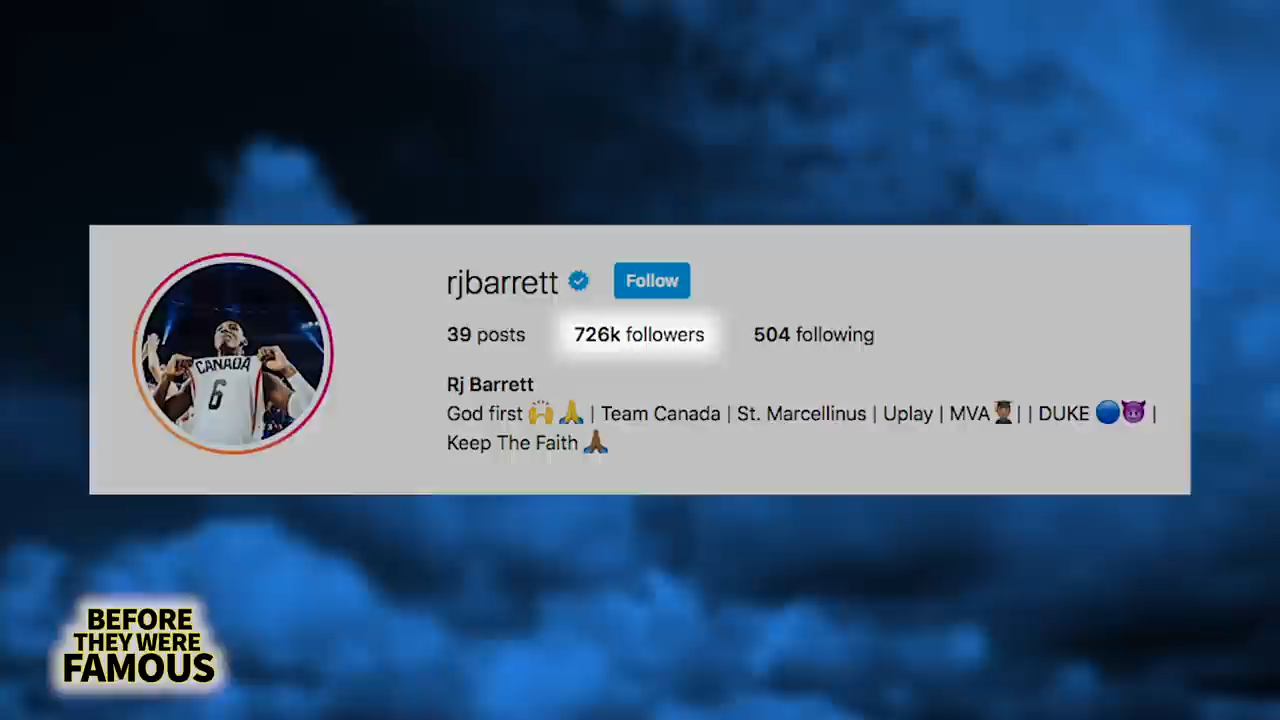 rjbarrett Follow
39 posts 726k followers 504 following
Rj Barrett
God first 🙌 🙏 | Team Canada | St. Marcellinus | Uplay | MVA👨🏽‍🎓| | DUKE 🔵😈 |
Keep The Faith 🙏🏾
CANADA
6
BEFORE
THEY WERE
FAMOUS